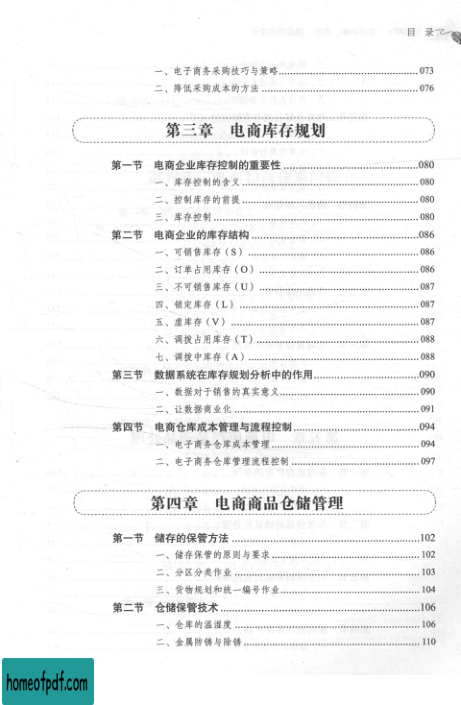 目 录
一、电子商务采购技巧与策略……073
二、降低采购成本的方法……076
第三章 电商库存规划
第一节 电商企业库存控制的重要性……080
一、库存控制的含义……080
二、控制库存的前提……080
三、库存控制……080
第二节 电商企业的库存结构……086
一、可销售库存（S）……086
二、订单占用库存（O）……086
三、不可销售库存（U）……087
四、锁定库存（L）……087
五、虚库存（V）……087
六、调拨占用库存（T）……088
七、调拨中库存（A）……088
第三节 数据系统在库存规划分析中的作用……090
一、数据对于销售的真实意义……090
二、让数据商业化……091
第四节 电商仓库成本管理与流程控制……094
一、电子商务仓库成本管理……094
二、电子商务仓库管理流程控制……097
第四章 电商商品仓储管理
第一节 储存的保管方法……102
一、储存保管的原则与要求……102
二、分区分类作业……103
三、货物规划和统一编号作业……104
第二节 仓储保管技术……106
一、仓库的温湿度……106
二、金属防锈与除锈……110
homeofpdf.com